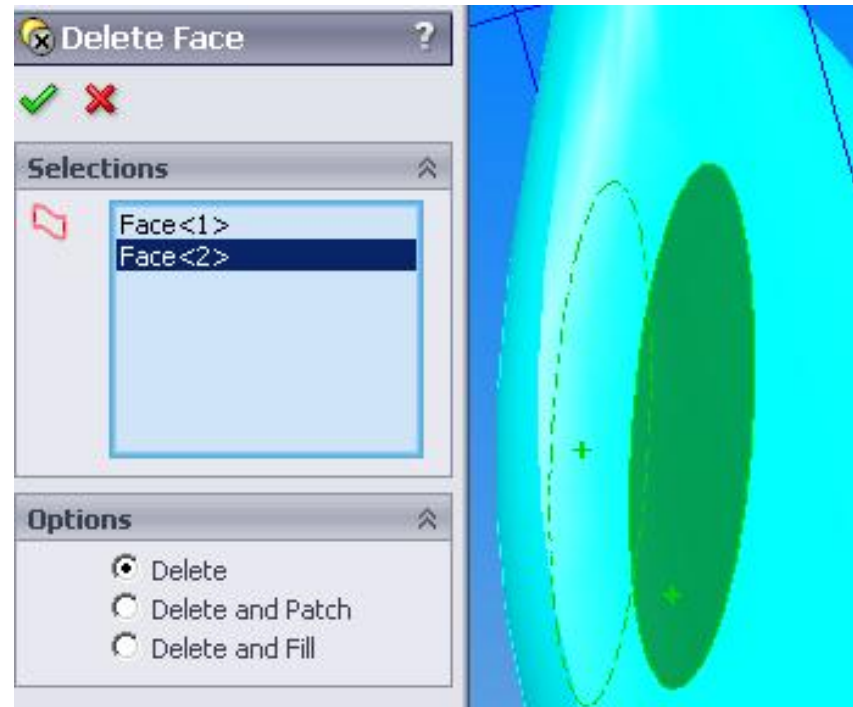 Delete Face ?
Selections
Face<1>
Face<2>
Options
Delete
Delete and Patch
Delete and Fill